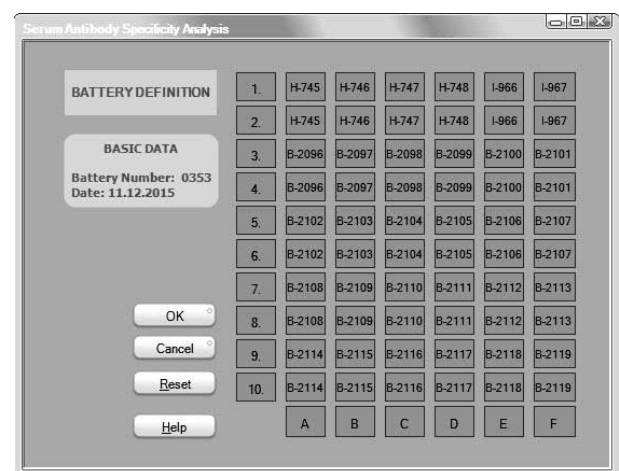 Serum Antibody Specificity Analysis
BATTERY DEFINITION
BASIC DATA
Battery Number: 0353
Date: 11.12.2015
OK
Cancel
Reset
Help
1. H-745 H-746 H-747 H-748 I-966 I-967
2. H-745 H-746 H-747 H-748 I-966 I-967
3. B-2096 B-2097 B-2098 B-2099 B-2100 B-2101
4. B-2096 B-2097 B-2098 B-2099 B-2100 B-2101
5. B-2102 B-2103 B-2104 B-2105 B-2106 B-2107
6. B-2102 B-2103 B-2104 B-2105 B-2106 B-2107
7. B-2108 B-2109 B-2110 B-2111 B-2112 B-2113
8. B-2108 B-2109 B-2110 B-2111 B-2112 B-2113
9. B-2114 B-2115 B-2116 B-2117 B-2118 B-2119
10. B-2114 B-2115 B-2116 B-2117 B-2118 B-2119
A B C D E F